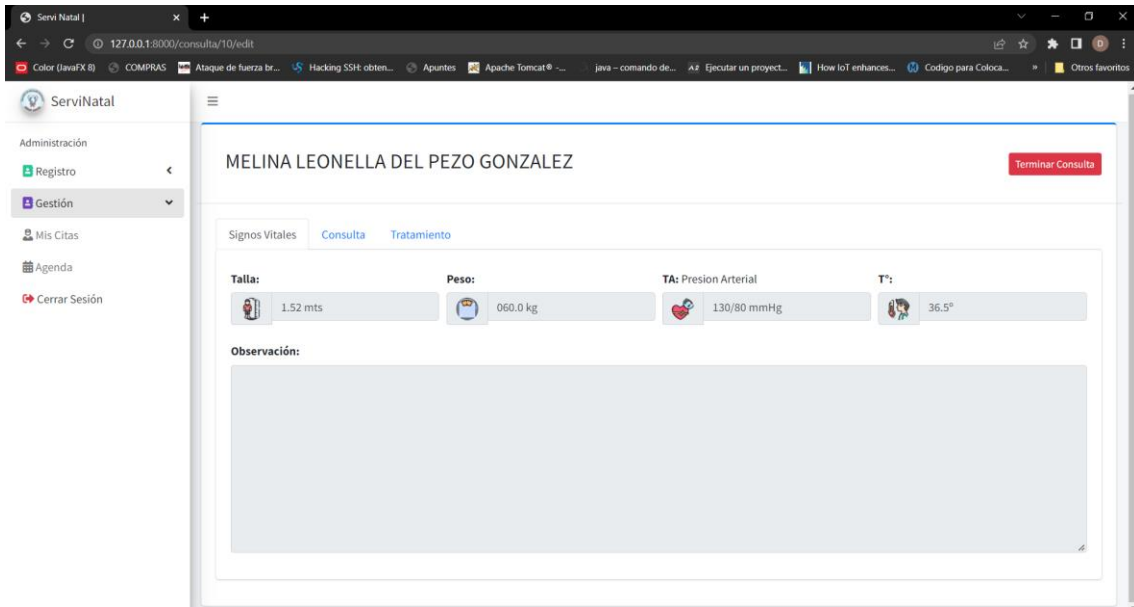 Servi Natal |
127.0.0.1:8000/consulta/10/edit
Color (JavaFX 8) COMPRAS Ataque de fuerza br... Hacking SSH: obten... Apuntes Apache Tomcat® -... java – comando de... Ejecutar un proyect... How IoT enhances... Codigo para Coloca... » Otros favoritos
ServiNatal
Administración
Registro
Gestión
Mis Citas
Agenda
Cerrar Sesión
MELINA LEONELLA DEL PEZO GONZALEZ
Terminar Consulta
Signos Vitales Consulta Tratamiento
Talla: Peso: TA: Presion Arterial T°:
1.52 mts 060.0 kg 130/80 mmHg 36.5°
Observación: